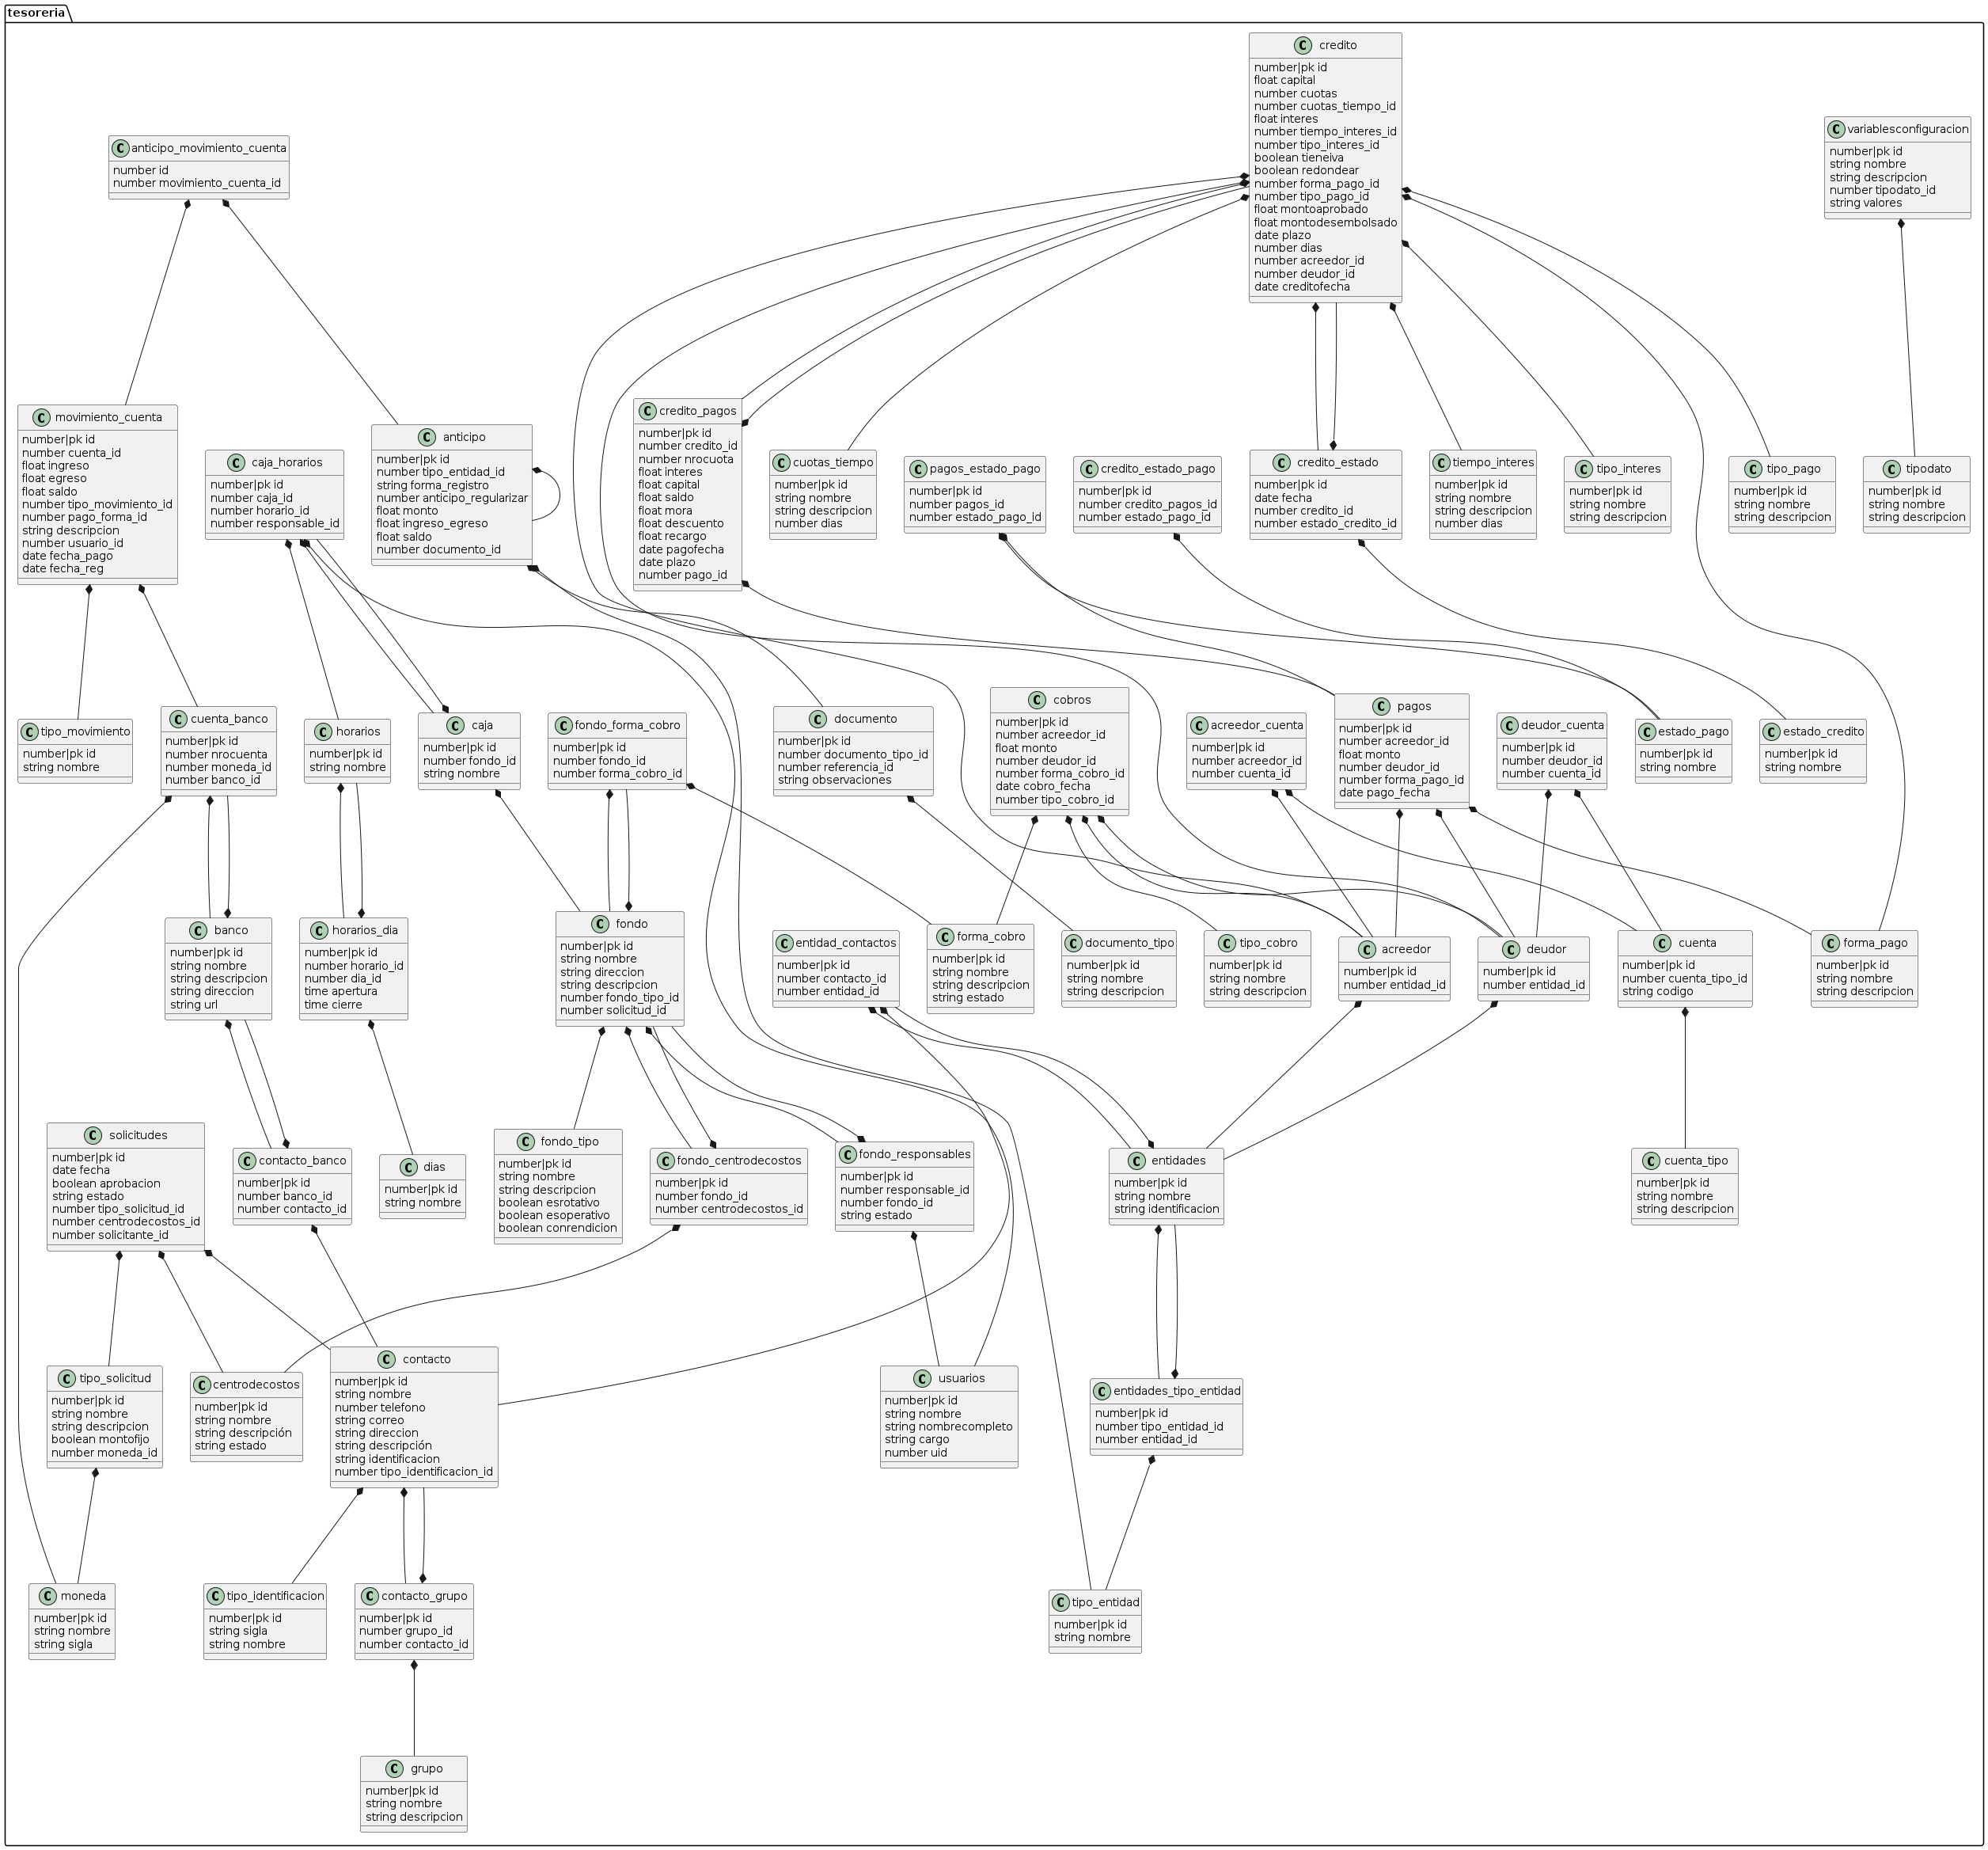 tesoreria
credito
number|pk id
float capital
number cuotas
number cuotas_tiempo_id
float interes
number tiempo_interes_id
number tipo_interes_id
boolean tieneiva
boolean redondear
number forma_pago_id
number tipo_pago_id
float montoaprobado
float montodesembolsado
date plazo
number dias
number acreedor_id
number deudor_id
date creditofecha
variablesconfiguracion
number|pk id
string nombre
string descripcion
number tipodato_id
string valores
anticipo_movimiento_cuenta
number id
number movimiento_cuenta_id
movimiento_cuenta
number|pk id
number cuenta_id
float ingreso
float egreso
float saldo
number tipo_movimiento_id
number pago_forma_id
string descripcion
number usuario_id
date fecha_pago
date fecha_reg
caja_horarios
number|pk id
number caja_id
number horario_id
number responsable_id
anticipo
number|pk id
number tipo_entidad_id
string forma_registro
number anticipo_regularizar
float monto
float ingreso_egreso
float saldo
number documento_id
credito_pagos
number|pk id
number credito_id
number nrocuota
float interes
float capital
float saldo
float mora
float descuento
float recargo
date pagofecha
date plazo
number pago_id
cuotas_tiempo
number|pk id
string nombre
string descripcion
number dias
pagos_estado_pago
number|pk id
number pagos_id
number estado_pago_id
credito_estado_pago
number|pk id
number credito_pagos_id
number estado_pago_id
credito_estado
number|pk id
date fecha
number credito_id
number estado_credito_id
tiempo_interes
number|pk id
string nombre
string descripcion
number dias
tipo_interes
number|pk id
string nombre
string descripcion
tipo_pago
number|pk id
string nombre
string descripcion
tipodato
number|pk id
string nombre
string descripcion
tipo_movimiento
number|pk id
string nombre
cuenta_banco
number|pk id
number nrocuenta
number moneda_id
number banco_id
horarios
number|pk id
string nombre
caja
number|pk id
number fondo_id
string nombre
fondo_forma_cobro
number|pk id
number fondo_id
number forma_cobro_id
documento
number|pk id
number documento_tipo_id
number referencia_id
string observaciones
cobros
number|pk id
number acreedor_id
float monto
number deudor_id
number forma_cobro_id
date cobro_fecha
number tipo_cobro_id
acreedor_cuenta
number|pk id
number acreedor_id
number cuenta_id
pagos
number|pk id
number acreedor_id
float monto
number deudor_id
number forma_pago_id
date pago_fecha
deudor_cuenta
number|pk id
number deudor_id
number cuenta_id
estado_pago
number|pk id
string nombre
estado_credito
number|pk id
string nombre
banco
number|pk id
string nombre
string descripcion
string direccion
string url
horarios_dia
number|pk id
number horario_id
number dia_id
time apertura
time cierre
fondo
number|pk id
string nombre
string direccion
string descripcion
number fondo_tipo_id
number solicitud_id
entidad_contactos
number|pk id
number contacto_id
number entidad_id
forma_cobro
number|pk id
string nombre
string descripcion
string estado
documento_tipo
number|pk id
string nombre
string descripcion
tipo_cobro
number|pk id
string nombre
string descripcion
acreedor
number|pk id
number entidad_id
deudor
number|pk id
number entidad_id
cuenta
number|pk id
number cuenta_tipo_id
string codigo
forma_pago
number|pk id
string nombre
string descripcion
solicitudes
number|pk id
date fecha
boolean aprobacion
string estado
number tipo_solicitud_id
number centrodecostos_id
number solicitante_id
contacto_banco
number|pk id
number banco_id
number contacto_id
dias
number|pk id
string nombre
fondo_tipo
number|pk id
string nombre
string descripcion
boolean esrotativo
boolean esoperativo
boolean conrendicion
fondo_centrodecostos
number|pk id
number fondo_id
number centrodecostos_id
fondo_responsables
number|pk id
number responsable_id
number fondo_id
string estado
entidades
number|pk id
string nombre
string identificacion
cuenta_tipo
number|pk id
string nombre
string descripcion
tipo_solicitud
number|pk id
string nombre
string descripcion
boolean montofijo
number moneda_id
centrodecostos
number|pk id
string nombre
string descripción
string estado
contacto
number|pk id
string nombre
number telefono
string correo
string direccion
string descripción
string identificacion
number tipo_identificacion_id
usuarios
number|pk id
string nombre
string nombrecompleto
string cargo
number uid
entidades_tipo_entidad
number|pk id
number tipo_entidad_id
number entidad_id
moneda
number|pk id
string nombre
string sigla
tipo_identificacion
number|pk id
string sigla
string nombre
contacto_grupo
number|pk id
number grupo_id
number contacto_id
tipo_entidad
number|pk id
string nombre
grupo
number|pk id
string nombre
string descripcion